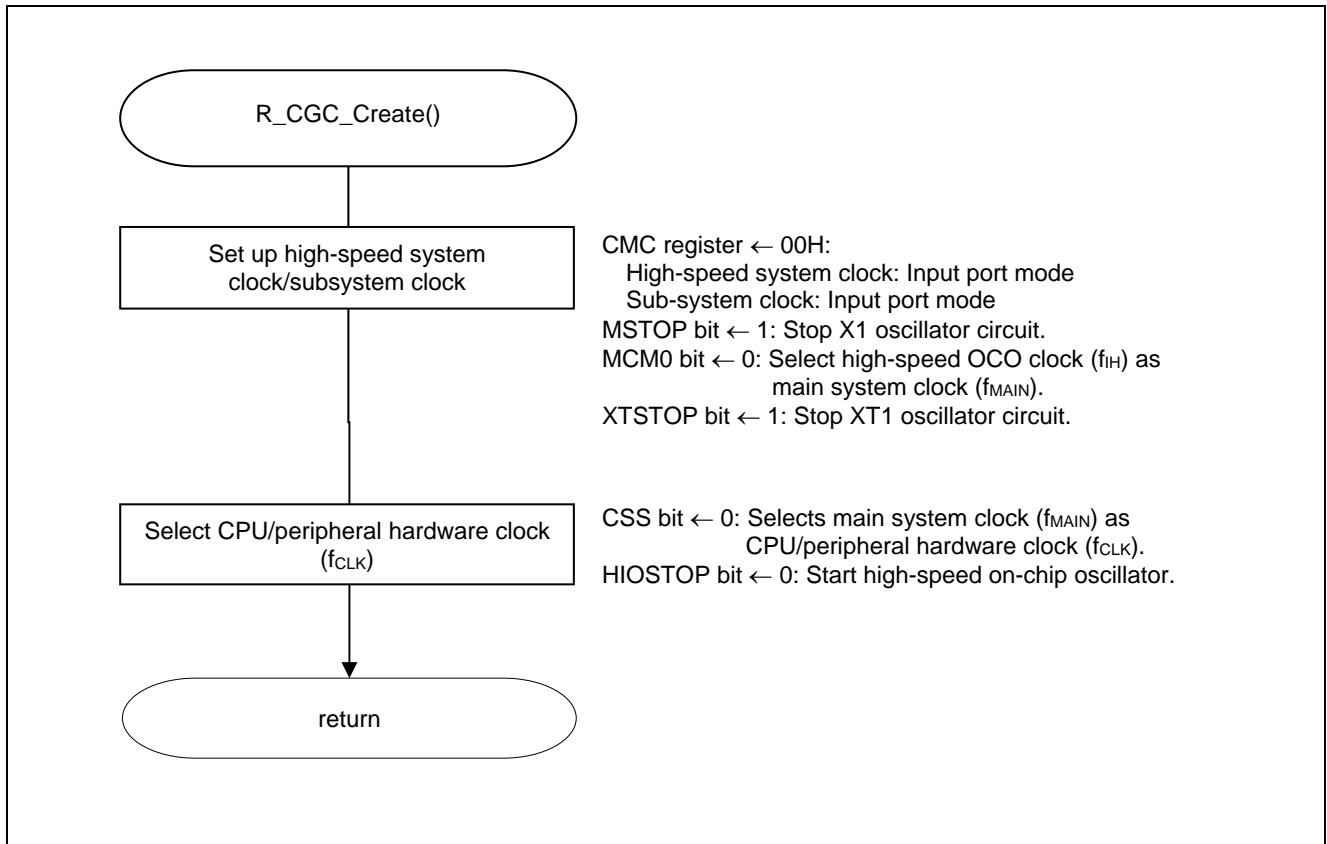 R_CGC_Create()
Set up high-speed system
clock/subsystem clock
CMC register ← 00H:
High-speed system clock: Input port mode
Sub-system clock: Input port mode
MSTOP bit ← 1: Stop X1 oscillator circuit.
MCM0 bit ← 0: Select high-speed OCO clock (fIH) as
main system clock (fMAIN).
XTSTOP bit ← 1: Stop XT1 oscillator circuit.
Select CPU/peripheral hardware clock
(fCLK)
CSS bit ← 0: Selects main system clock (fMAIN) as
CPU/peripheral hardware clock (fCLK).
HIOSTOP bit ← 0: Start high-speed on-chip oscillator.
return